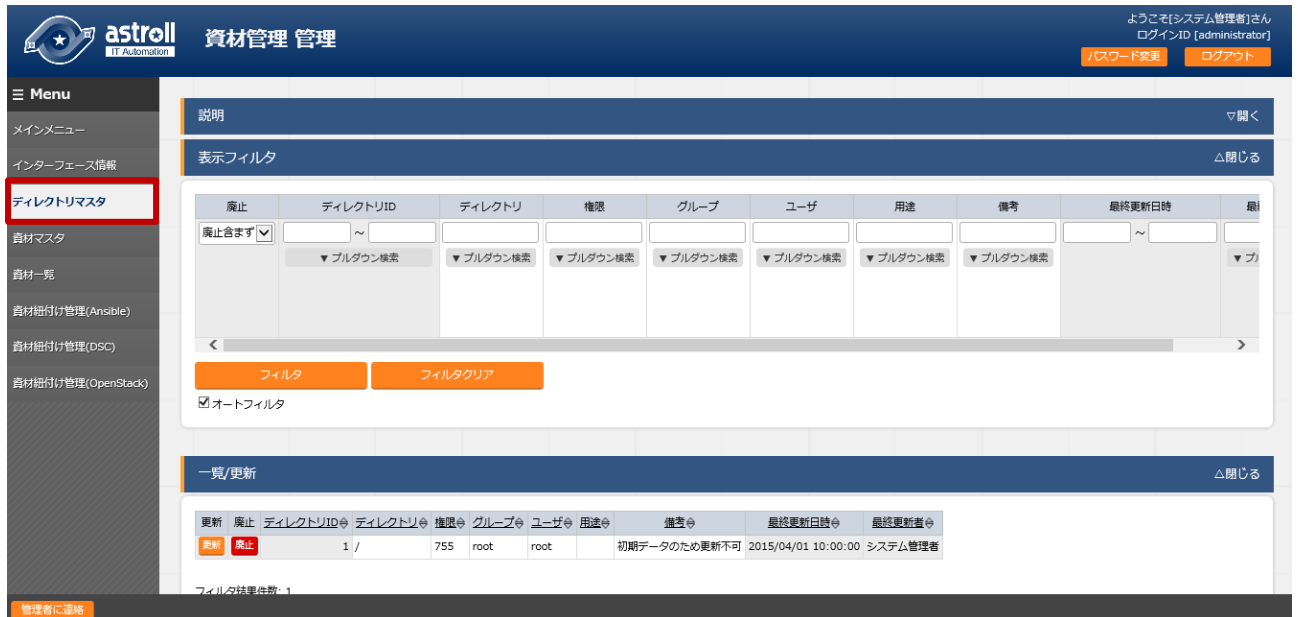 astroll
IT Automation
資材管理 管理
ようこそ[システム管理者]さん
ログインID [administrator]
パスワード変更 ログアウト
☰ Menu
メインメニュー
インターフェース情報
ディレクトリマスタ
資材マスタ
資材一覧
資材紐付け管理(Ansible)
資材紐付け管理(DSC)
資材紐付け管理(OpenStack)
説明 ▽開く
表示フィルタ △閉じる
廃止 ディレクトリID ディレクトリ 権限 グループ ユーザ 用途 備考 最終更新日時
廃止含まず ～ ～
▼プルダウン検索 ▼プルダウン検索 ▼プルダウン検索 ▼プルダウン検索 ▼プルダウン検索 ▼プルダウン検索 ▼プルダウン検索
フィルタ フィルタクリア
オートフィルタ
一覧/更新 △閉じる
更新 廃止 ディレクトリID ディレクトリ 権限 グループ ユーザ 用途 備考 最終更新日時 最終更新者
更新 廃止 1 / 755 root root 初期データのため更新不可 2015/04/01 10:00:00 システム管理者
フィルタ結果件数: 1
管理者に連絡